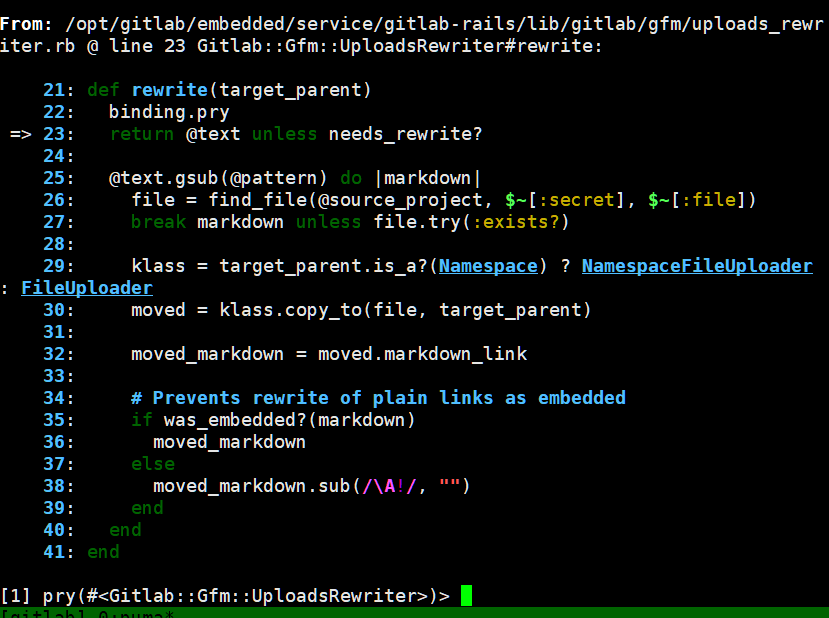 From: /opt/gitlab/embedded/service/gitlab-rails/lib/gitlab/gfm/uploads_rewr
iter.rb @ line 23 Gitlab::Gfm::UploadsRewriter#rewrite:
    21: def rewrite(target_parent)
    22:   binding.pry
 => 23:   return @text unless needs_rewrite?
    24:
    25:   @text.gsub(@pattern) do |markdown|
    26:     file = find_file(@source_project, $~[:secret], $~[:file])
    27:     break markdown unless file.try(:exists?)
    28:
    29:     klass = target_parent.is_a?(Namespace) ? NamespaceFileUploader
: FileUploader
    30:     moved = klass.copy_to(file, target_parent)
    31:
    32:     moved_markdown = moved.markdown_link
    33:
    34:     # Prevents rewrite of plain links as embedded
    35:     if was_embedded?(markdown)
    36:       moved_markdown
    37:     else
    38:       moved_markdown.sub(/\A!/, "")
    39:     end
    40:   end
    41: end
[1] pry(#<Gitlab::Gfm::UploadsRewriter>)>
[gitlab] 0:puma*